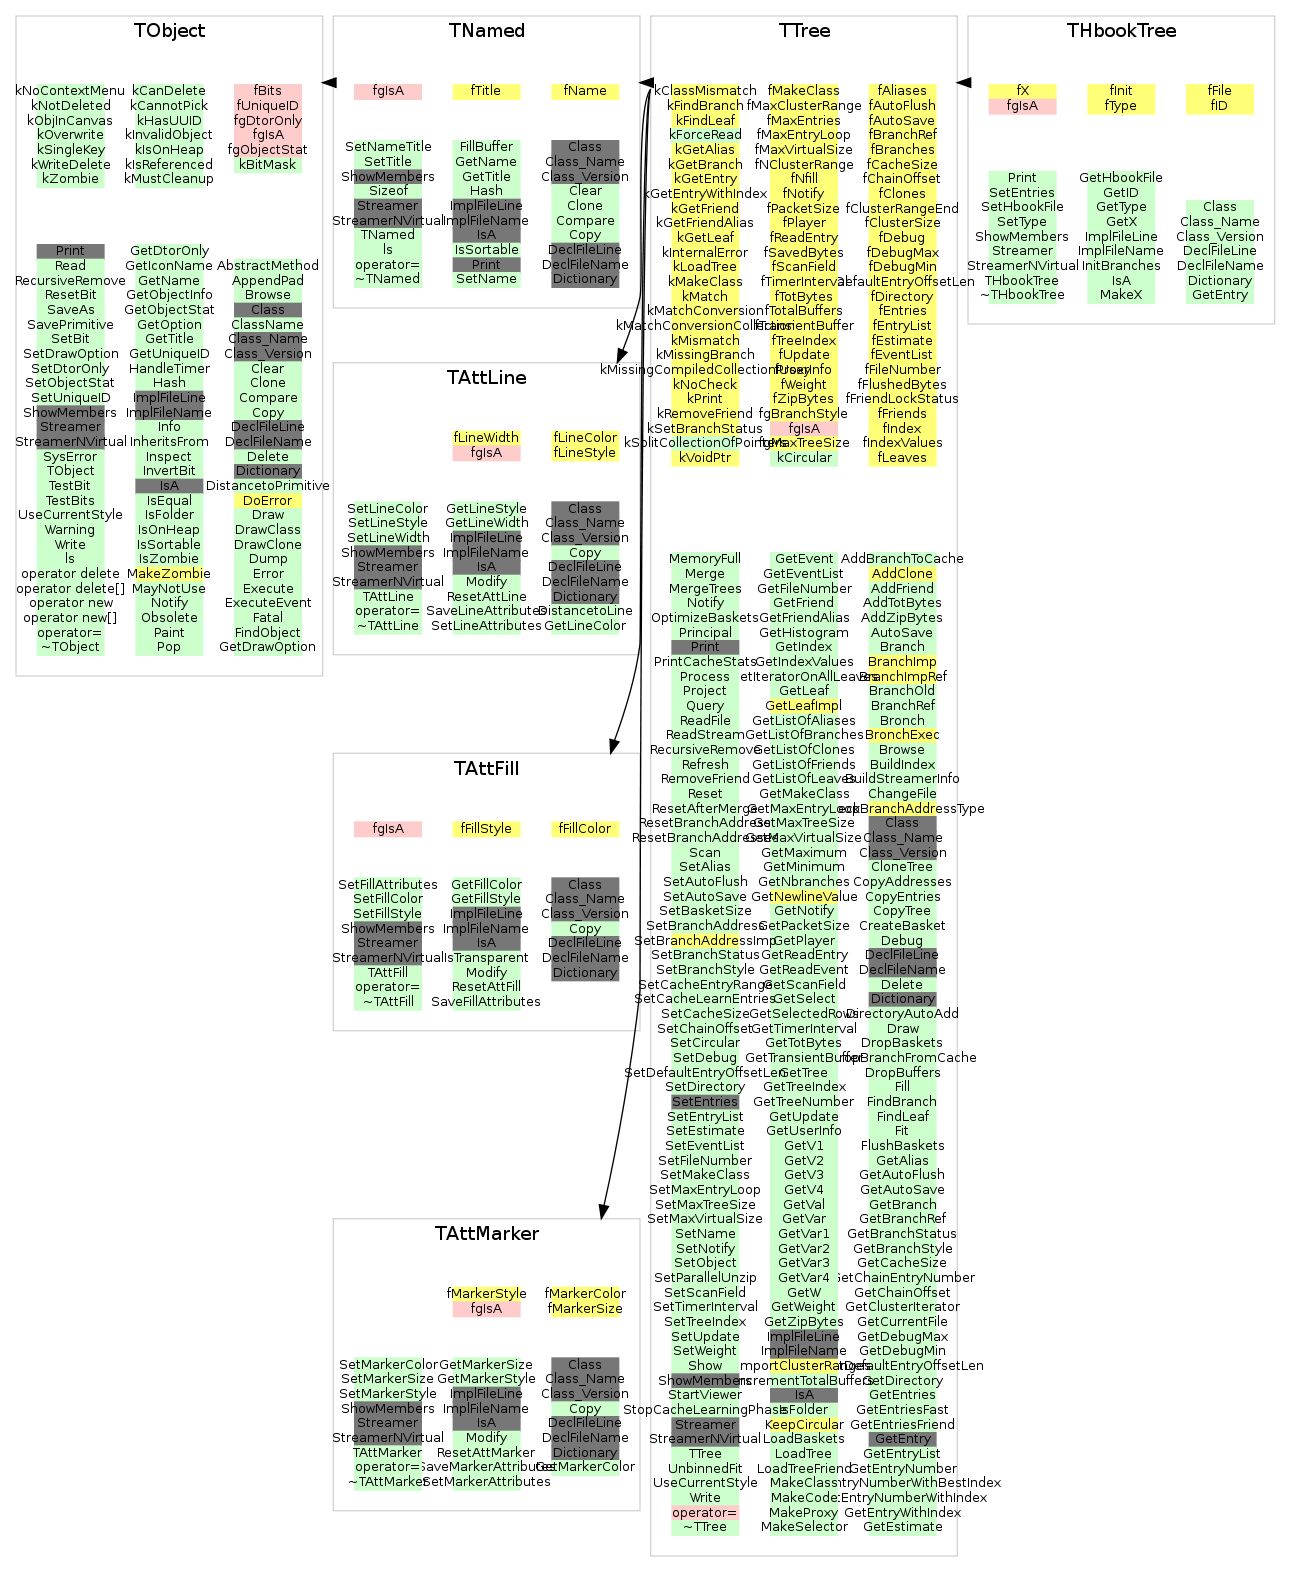 TObject
kNoContextMenu
kNotDeleted
kObjInCanvas
kOverwrite
kSingleKey
kWriteDelete
kZombie
kCanDelete
kCannotPick
kHasUUID
kInvalidObject
kIsOnHeap
kIsReferenced
kMustCleanup
fBits
fUniqueID
fgDtorOnly
fgIsA
fgObjectStat
kBitMask
Print
Read
RecursiveRemove
ResetBit
SaveAs
SavePrimitive
SetBit
SetDrawOption
SetDtorOnly
SetObjectStat
SetUniqueID
ShowMembers
Streamer
StreamerNVirtual
SysError
TObject
TestBit
TestBits
UseCurrentStyle
Warning
Write
ls
operator delete
operator delete[]
operator new
operator new[]
operator=
~TObject
GetDtorOnly
GetIconName
GetName
GetObjectInfo
GetObjectStat
GetOption
GetTitle
GetUniqueID
HandleTimer
Hash
ImplFileLine
ImplFileName
Info
InheritsFrom
Inspect
InvertBit
IsA
IsEqual
IsFolder
IsOnHeap
IsSortable
IsZombie
MakeZombie
MayNotUse
Notify
Obsolete
Paint
Pop
AbstractMethod
AppendPad
Browse
Class
ClassName
Class_Name
Class_Version
Clear
Clone
Compare
Copy
DeclFileLine
DeclFileName
Delete
Dictionary
DistancetoPrimitive
DoError
Draw
DrawClass
DrawClone
Dump
Error
Execute
ExecuteEvent
Fatal
FindObject
GetDrawOption
TNamed
fgIsA
fTitle
fName
SetNameTitle
SetTitle
ShowMembers
Sizeof
Streamer
StreamerNVirtual
TNamed
ls
operator=
~TNamed
FillBuffer
GetName
GetTitle
Hash
ImplFileLine
ImplFileName
IsA
IsSortable
Print
SetName
Class
Class_Name
Class_Version
Clear
Clone
Compare
Copy
DeclFileLine
DeclFileName
Dictionary
TAttLine
fLineWidth
fgIsA
fLineColor
fLineStyle
SetLineColor
SetLineStyle
SetLineWidth
ShowMembers
Streamer
StreamerNVirtual
TAttLine
operator=
~TAttLine
GetLineStyle
GetLineWidth
ImplFileLine
ImplFileName
IsA
Modify
ResetAttLine
SaveLineAttributes
SetLineAttributes
Class
Class_Name
Class_Version
Copy
DeclFileLine
DeclFileName
Dictionary
DistancetoLine
GetLineColor
TAttFill
fgIsA
fFillStyle
fFillColor
SetFillAttributes
SetFillColor
SetFillStyle
ShowMembers
Streamer
StreamerNVirtual
TAttFill
operator=
~TAttFill
GetFillColor
GetFillStyle
ImplFileLine
ImplFileName
IsA
IsTransparent
Modify
ResetAttFill
SaveFillAttributes
Class
Class_Name
Class_Version
Copy
DeclFileLine
DeclFileName
Dictionary
TAttMarker
fMarkerStyle
fgIsA
fMarkerColor
fMarkerSize
SetMarkerColor
SetMarkerSize
SetMarkerStyle
ShowMembers
Streamer
StreamerNVirtual
TAttMarker
operator=
~TAttMarker
GetMarkerSize
GetMarkerStyle
ImplFileLine
ImplFileName
IsA
Modify
ResetAttMarker
SaveMarkerAttributes
SetMarkerAttributes
Class
Class_Name
Class_Version
Copy
DeclFileLine
DeclFileName
Dictionary
GetMarkerColor
TTree
kClassMismatch
kFindBranch
kFindLeaf
kForceRead
kGetAlias
kGetBranch
kGetEntry
kGetEntryWithIndex
kGetFriend
kGetFriendAlias
kGetLeaf
kInternalError
kLoadTree
kMakeClass
kMatch
kMatchConversion
kMatchConversionCollection
kMismatch
kMissingBranch
kMissingCompiledCollectionProxy
kNoCheck
kPrint
kRemoveFriend
kSetBranchStatus
kSplitCollectionOfPointers
kVoidPtr
fMakeClass
fMaxClusterRange
fMaxEntries
fMaxEntryLoop
fMaxVirtualSize
fNClusterRange
fNfill
fNotify
fPacketSize
fPlayer
fReadEntry
fSavedBytes
fScanField
fTimerInterval
fTotBytes
fTotalBuffers
fTransientBuffer
fTreeIndex
fUpdate
fUserInfo
fWeight
fZipBytes
fgBranchStyle
fgIsA
fgMaxTreeSize
kCircular
fAliases
fAutoFlush
fAutoSave
fBranchRef
fBranches
fCacheSize
fChainOffset
fClones
fClusterRangeEnd
fClusterSize
fDebug
fDebugMax
fDebugMin
fDefaultEntryOffsetLen
fDirectory
fEntries
fEntryList
fEstimate
fEventList
fFileNumber
fFlushedBytes
fFriendLockStatus
fFriends
fIndex
fIndexValues
fLeaves
MemoryFull
Merge
MergeTrees
Notify
OptimizeBaskets
Principal
Print
PrintCacheStats
Process
Project
Query
ReadFile
ReadStream
RecursiveRemove
Refresh
RemoveFriend
Reset
ResetAfterMerge
ResetBranchAddress
ResetBranchAddresses
Scan
SetAlias
SetAutoFlush
SetAutoSave
SetBasketSize
SetBranchAddress
SetBranchAddressImp
SetBranchStatus
SetBranchStyle
SetCacheEntryRange
SetCacheLearnEntries
SetCacheSize
SetChainOffset
SetCircular
SetDebug
SetDefaultEntryOffsetLen
SetDirectory
SetEntries
SetEntryList
SetEstimate
SetEventList
SetFileNumber
SetMakeClass
SetMaxEntryLoop
SetMaxTreeSize
SetMaxVirtualSize
SetName
SetNotify
SetObject
SetParallelUnzip
SetScanField
SetTimerInterval
SetTreeIndex
SetUpdate
SetWeight
Show
ShowMembers
StartViewer
StopCacheLearningPhase
Streamer
StreamerNVirtual
TTree
UnbinnedFit
UseCurrentStyle
Write
operator=
~TTree
GetEvent
GetEventList
GetFileNumber
GetFriend
GetFriendAlias
GetHistogram
GetIndex
GetIndexValues
etIteratorOnAllLeaves
GetLeaf
GetLeafImpl
GetListOfAliases
GetListOfBranches
GetListOfClones
GetListOfFriends
GetListOfLeaves
GetMakeClass
GetMaxEntryLoop
GetMaxTreeSize
GetMaxVirtualSize
GetMaximum
GetMinimum
GetNbranches
GetNewlineValue
GetNotify
GetPacketSize
GetPlayer
GetReadEntry
GetReadEvent
GetScanField
GetSelect
GetSelectedRows
GetTimerInterval
GetTotBytes
GetTransientBuffer
GetTree
GetTreeIndex
GetTreeNumber
GetUpdate
GetUserInfo
GetV1
GetV2
GetV3
GetV4
GetVal
GetVar
GetVar1
GetVar2
GetVar3
GetVar4
GetW
GetWeight
GetZipBytes
ImplFileLine
ImplFileName
mportClusterRanges
crementTotalBuffers
IsA
IsFolder
KeepCircular
LoadBaskets
LoadTree
LoadTreeFriend
MakeClass
MakeCode
MakeProxy
MakeSelector
AddBranchToCache
AddClone
AddFriend
AddTotBytes
AddZipBytes
AutoSave
Branch
BranchImp
BranchImpRef
BranchOld
BranchRef
Bronch
BronchExec
Browse
BuildIndex
BuildStreamerInfo
ChangeFile
eckBranchAddressType
Class
Class_Name
Class_Version
CloneTree
CopyAddresses
CopyEntries
CopyTree
CreateBasket
Debug
DeclFileLine
DeclFileName
Delete
Dictionary
DirectoryAutoAdd
Draw
DropBaskets
opBranchFromCache
DropBuffers
Fill
FindBranch
FindLeaf
Fit
FlushBaskets
GetAlias
GetAutoFlush
GetAutoSave
GetBranch
GetBranchRef
GetBranchStatus
GetBranchStyle
GetCacheSize
GetChainEntryNumber
GetChainOffset
GetClusterIterator
GetCurrentFile
GetDebugMax
GetDebugMin
tDefaultEntryOffsetLen
GetDirectory
GetEntries
GetEntriesFast
GetEntriesFriend
GetEntry
GetEntryList
GetEntryNumber
ntryNumberWithBestIndex
tEntryNumberWithIndex
GetEntryWithIndex
GetEstimate
THbookTree
fX
fgIsA
fInit
fType
fFile
fID
Print
SetEntries
SetHbookFile
SetType
ShowMembers
Streamer
StreamerNVirtual
THbookTree
~THbookTree
GetHbookFile
GetID
GetType
GetX
ImplFileLine
ImplFileName
InitBranches
IsA
MakeX
Class
Class_Name
Class_Version
DeclFileLine
DeclFileName
Dictionary
GetEntry